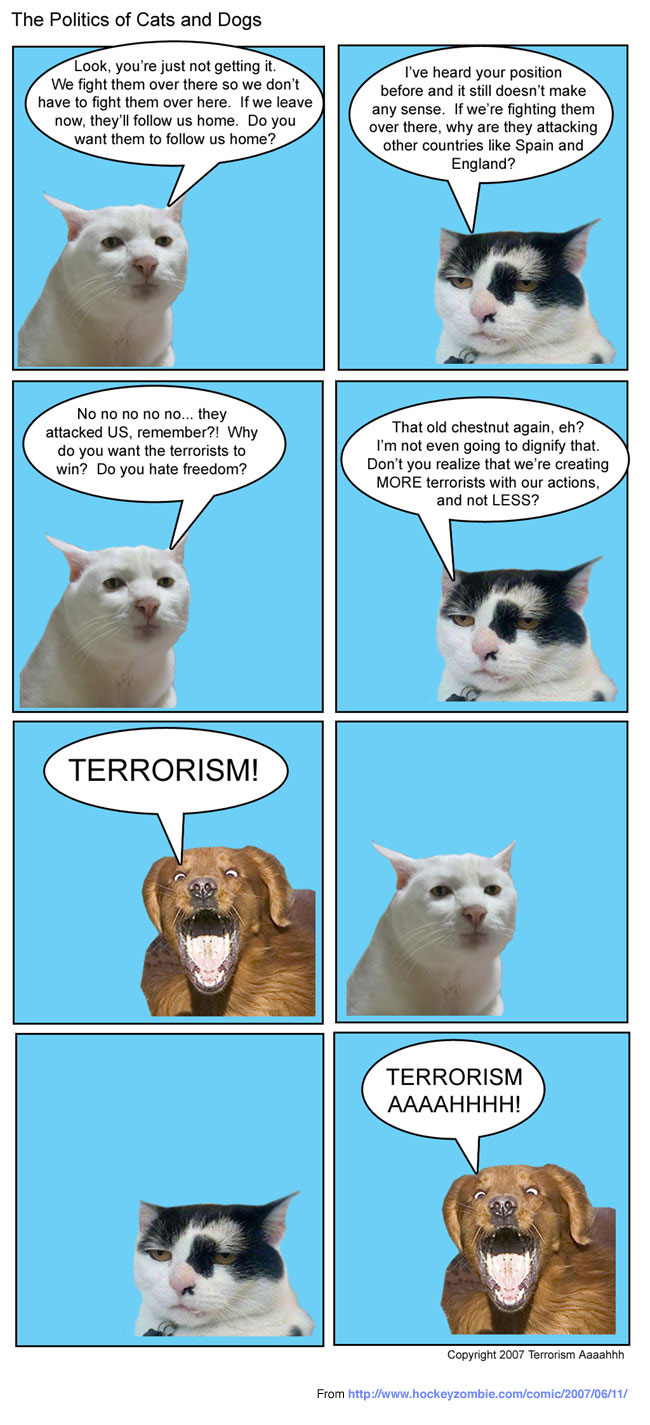 The Politics of Cats and Dogs
Look, you're just not getting it.
We fight them over there so we don't
have to fight them over here.  If we leave
now, they'll follow us home.  Do you
want them to follow us home?
I've heard your position
before and it still doesn't make
any sense.  If we're fighting them
over there, why are they attacking
other countries like Spain and
England?
No no no no no... they
attacked US, remember?!  Why
do you want the terrorists to
win?  Do you hate freedom?
That old chestnut again, eh?
I'm not even going to dignify that.
Don't you realize that we're creating
MORE terrorists with our actions,
and not LESS?
TERRORISM!
TERRORISM
AAAAHHHH!
Copyright 2007 Terrorism Aaaahhh
From http://www.hockeyzombie.com/comic/2007/06/11/